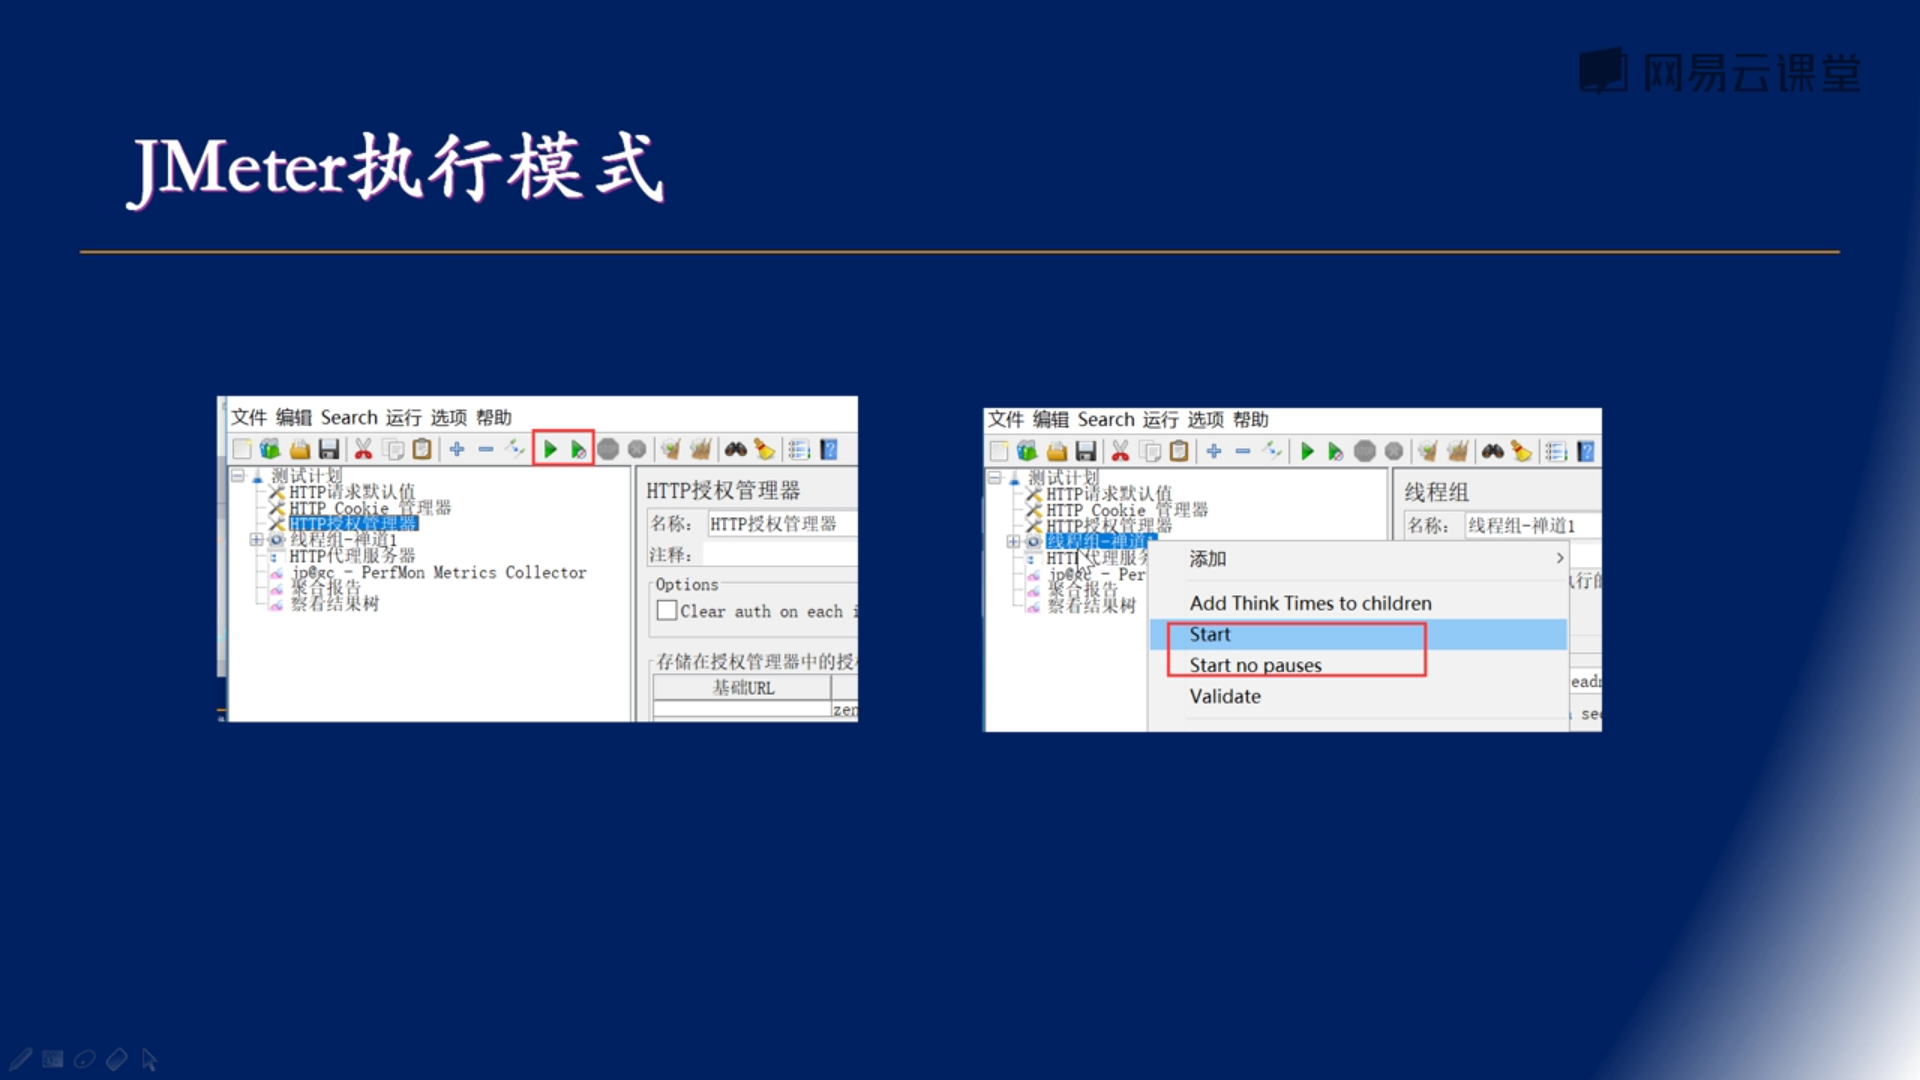 网易云课堂
JMeter执行模式
文件 编辑 Search 运行 选项 帮助
测试计划
HTTP请求默认值
HTTP Cookie 管理器
HTTP授权管理器
线程组-禅道1
HTTP代理服务器
jp@gc - PerfMon Metrics Collector
聚合报告
察看结果树
HTTP授权管理器
名称: HTTP授权管理器
注释:
Options
Clear auth on each i
存储在授权管理器中的授
基础URL
zen
文件 编辑 Search 运行 选项 帮助
测试计划
HTTP请求默认值
HTTP Cookie 管理器
HTTP授权管理器
线程组-禅道1
HTTP代理服务
jp@gc - Per
聚合报告
察看结果树
线程组
名称: 线程组-禅道1
添加
Add Think Times to children
Start
Start no pauses
Validate
执行的
ead
sec